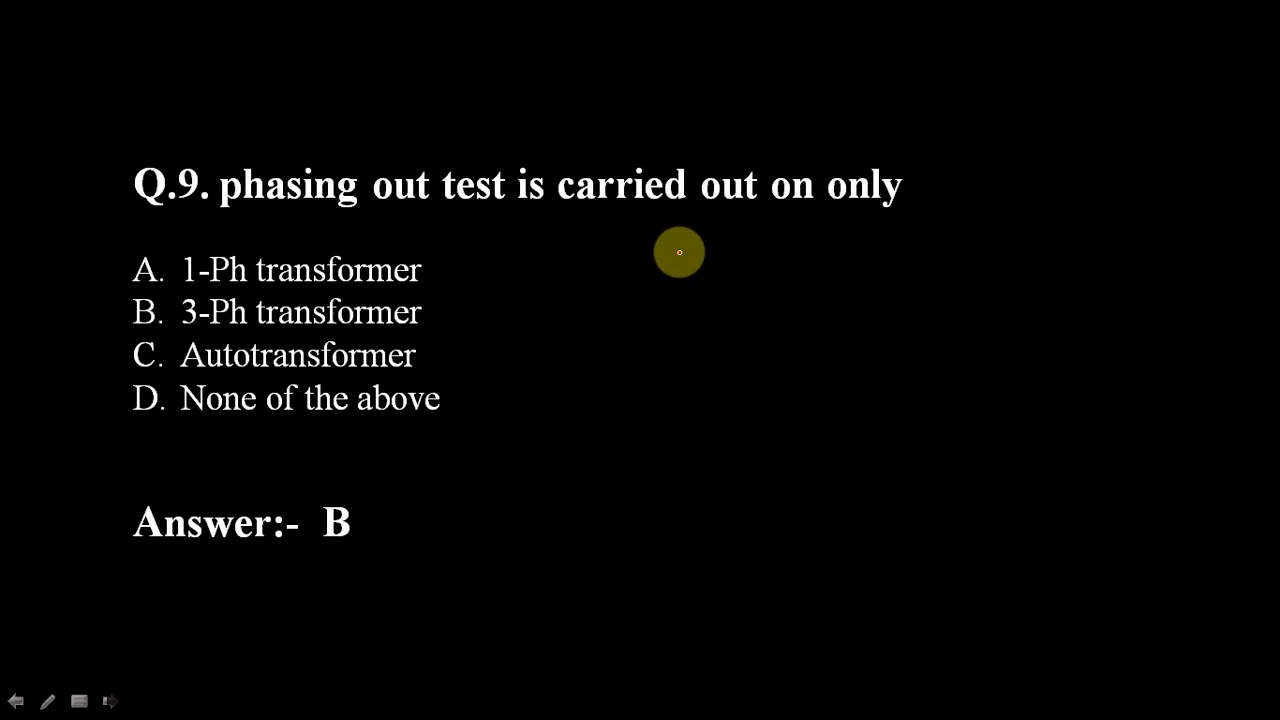 Q.9. phasing out test is carried out on only
A. 1-Ph transformer
B. 3-Ph transformer
C. Autotransformer
D. None of the above
Answer:- B